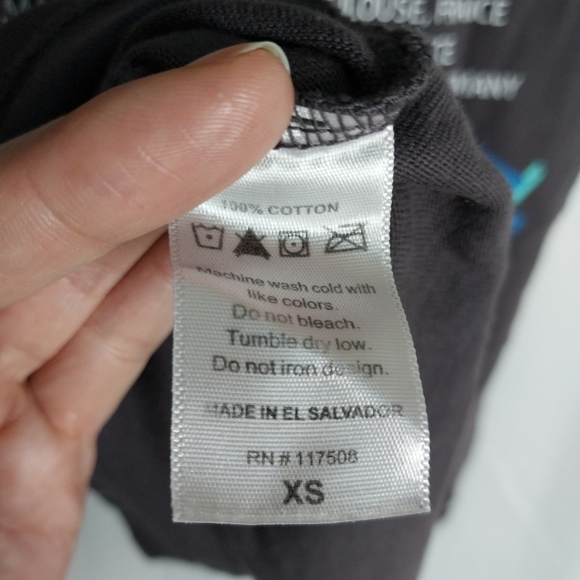 100% COTTON
Machine wash cold with
like colors.
Do not bleach.
Tumble dry low.
Do not iron design.
MADE IN EL SALVADOR
RN # 117508
XS